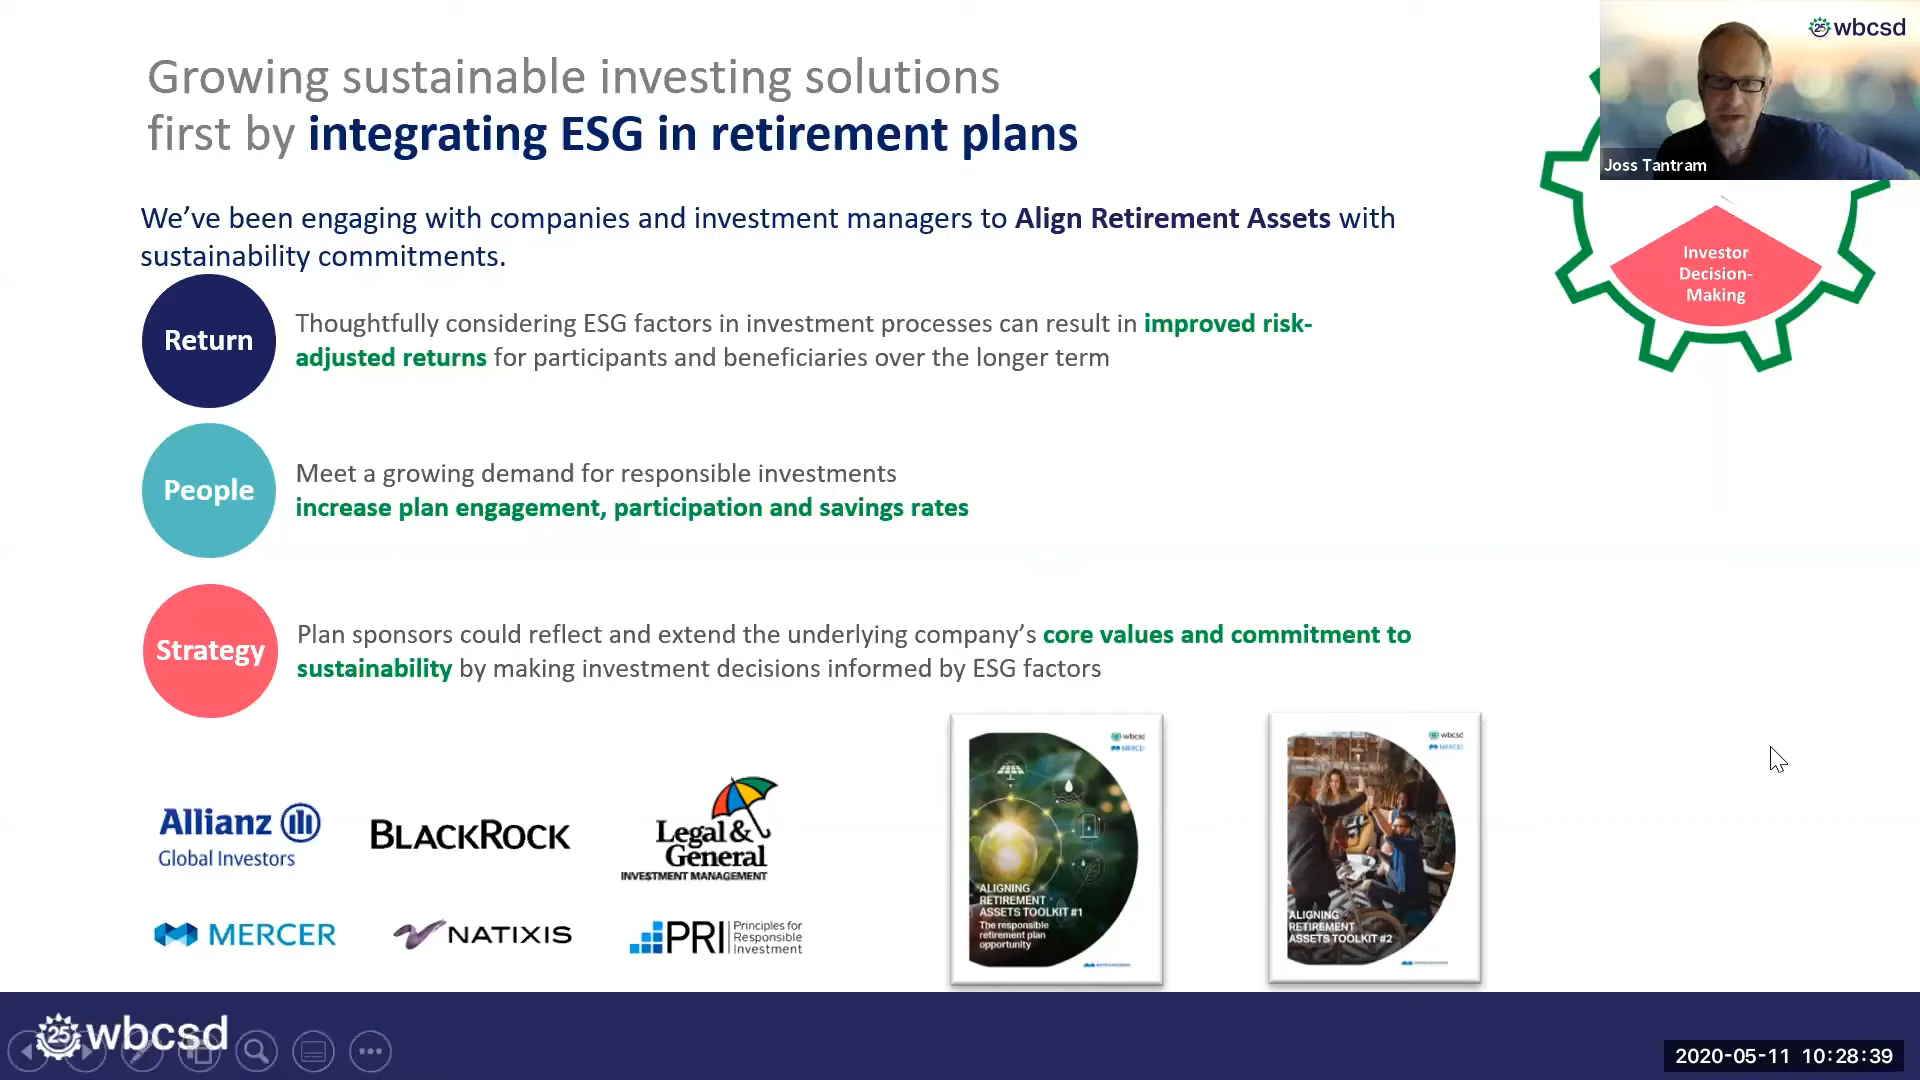 Growing sustainable investing solutions
first by integrating ESG in retirement plans
We've been engaging with companies and investment managers to Align Retirement Assets with
sustainability commitments.
Return
Thoughtfully considering ESG factors in investment processes can result in improved risk-
adjusted returns for participants and beneficiaries over the longer term
People
Meet a growing demand for responsible investments
increase plan engagement, participation and savings rates
Strategy
Plan sponsors could reflect and extend the underlying company's core values and commitment to
sustainability by making investment decisions informed by ESG factors
25 wbcsd
Joss Tantram
Investor
Decision-
Making
Allianz
Global Investors
BLACKROCK
Legal &
General
INVESTMENT MANAGEMENT
MERCER
NATIXIS
PRI
Principles for
Responsible
Investment
wbcsd
MERCER
ALIGNING
RETIREMENT
ASSETS TOOLKIT #1
The responsible
retirement plan
opportunity
wbcsd
MERCER
ALIGNING
RETIREMENT
ASSETS TOOLKIT #2
25 wbcsd
2020-05-11 10:28:39